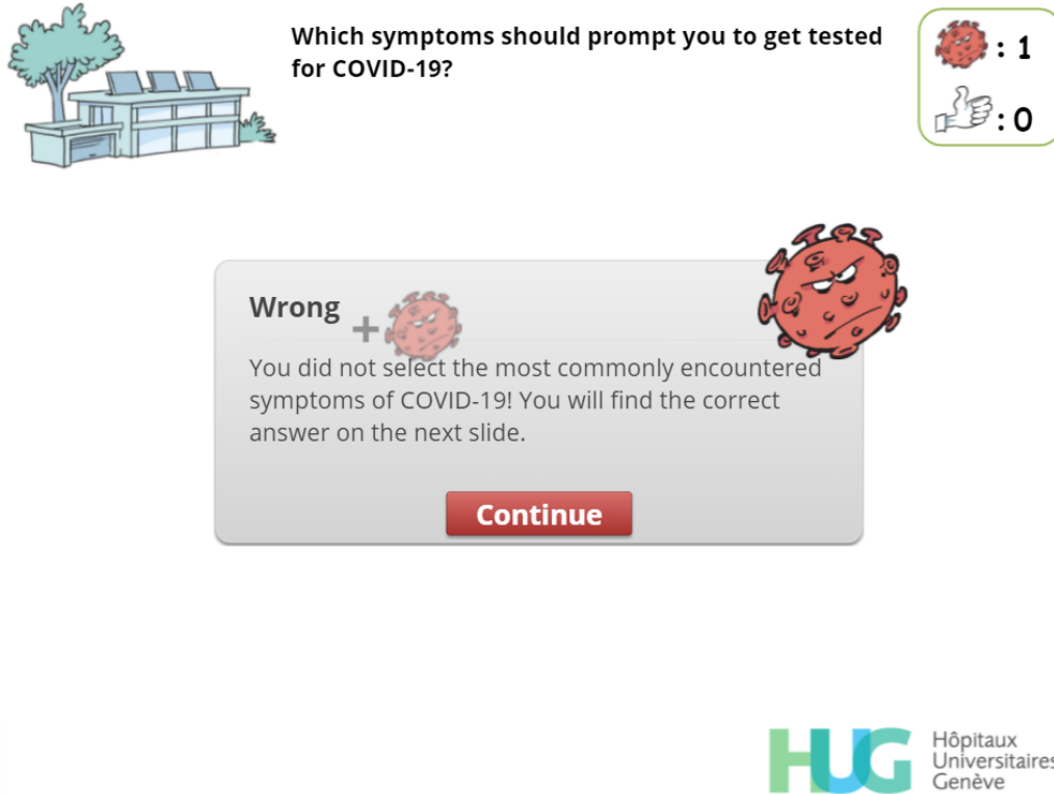 Which symptoms should prompt you to get tested
for COVID-19?
: 1
: 0
Wrong
+
You did not select the most commonly encountered
symptoms of COVID-19! You will find the correct
answer on the next slide.
Continue
HUG
Hôpitaux
Universitaires
Genève